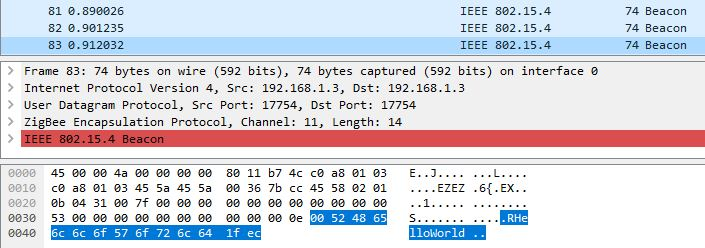 81 0.890026 IEEE 802.15.4 74 Beacon
82 0.901235 IEEE 802.15.4 74 Beacon
83 0.912032 IEEE 802.15.4 74 Beacon
> Frame 83: 74 bytes on wire (592 bits), 74 bytes captured (592 bits) on interface 0
> Internet Protocol Version 4, Src: 192.168.1.3, Dst: 192.168.1.3
> User Datagram Protocol, Src Port: 17754, Dst Port: 17754
> ZigBee Encapsulation Protocol, Channel: 11, Length: 14
> IEEE 802.15.4 Beacon
0000 45 00 00 4a 00 00 00 00 80 11 b7 4c c0 a8 01 03 E..J.... ...L....
0010 c0 a8 01 03 45 5a 45 5a 00 36 7b cc 45 58 02 01 ....EZEZ .6{.EX..
0020 0b 04 31 00 7f 00 00 00 00 00 00 00 00 00 00 00 ..1..... ........
0030 53 00 00 00 00 00 00 0e 00 52 48 65 S....... .RHe
0040 6c 6c 6f 57 6f 72 6c 64 1f ec lloWorld ..